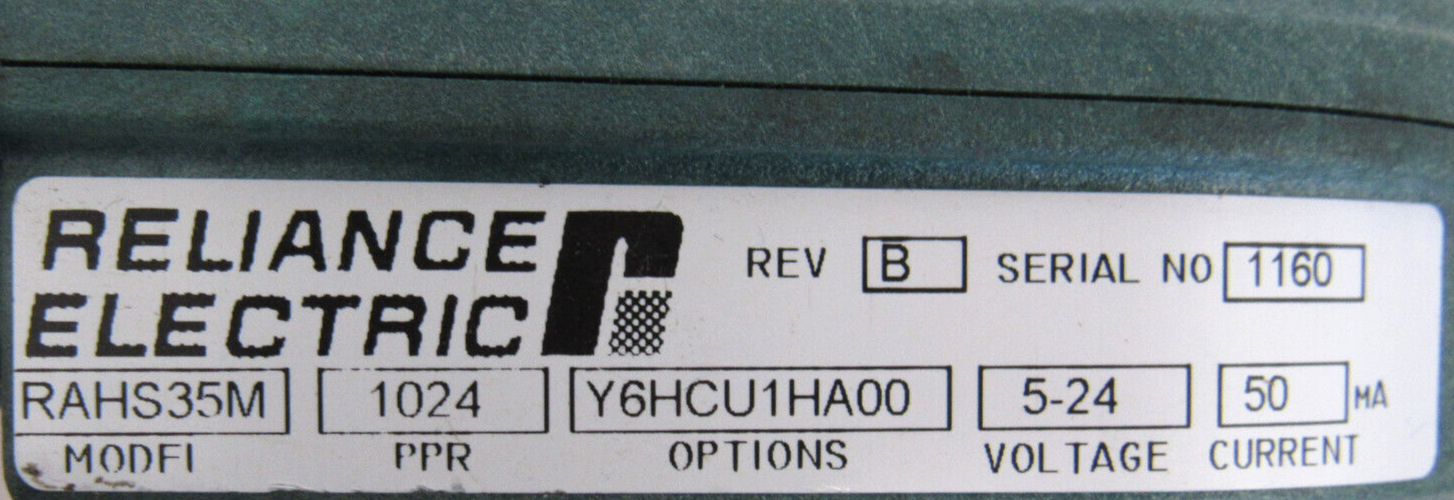 RELIANCE
ELECTRIC
REV B SERIAL NO 1160
RAHS35M 1024 Y6HCU1HA00 5-24 50 MA
MODEL PPR OPTIONS VOLTAGE CURRENT